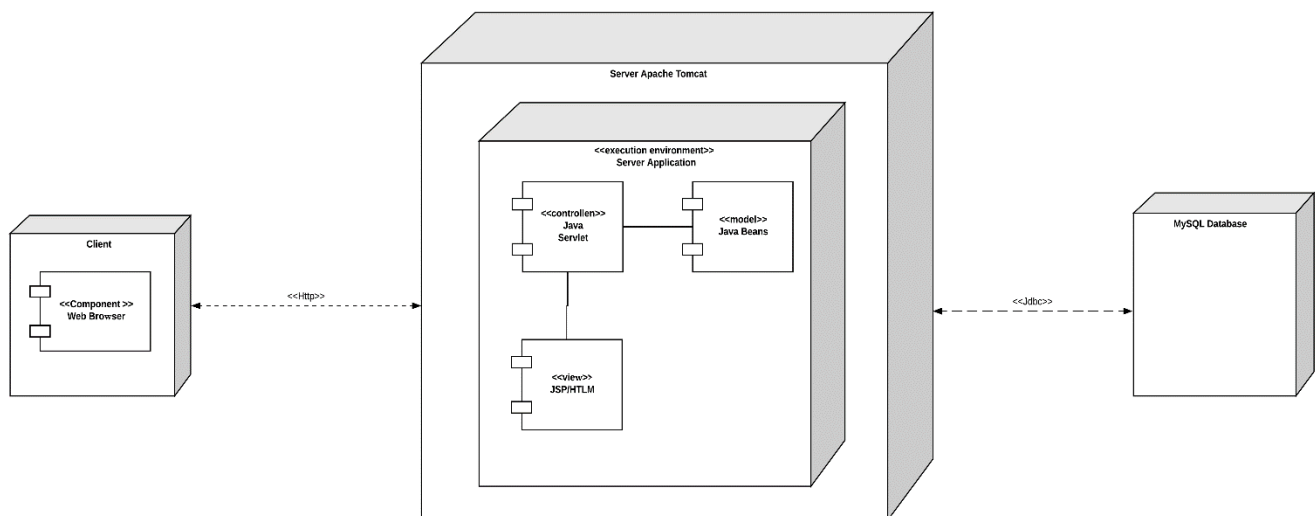 Server Apache Tomcat
<<execution environment>>
Server Application
<<controllen>>
Java
Servlet
<<model>>
Java Beans
<<view>>
JSP/HTLM
Client
<<Component >>
Web Browser
<<Http>>
<<Jdbc>>
MySQL Database